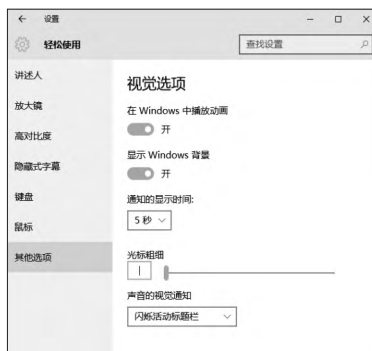 设置
轻松使用
查找设置
讲述人
放大镜
高对比度
隐藏式字幕
键盘
鼠标
其他选项
视觉选项
在 Windows 中播放动画
开
显示 Windows 背景
开
通知的显示时间:
5 秒
光标粗细
声音的视觉通知
闪烁活动标题栏